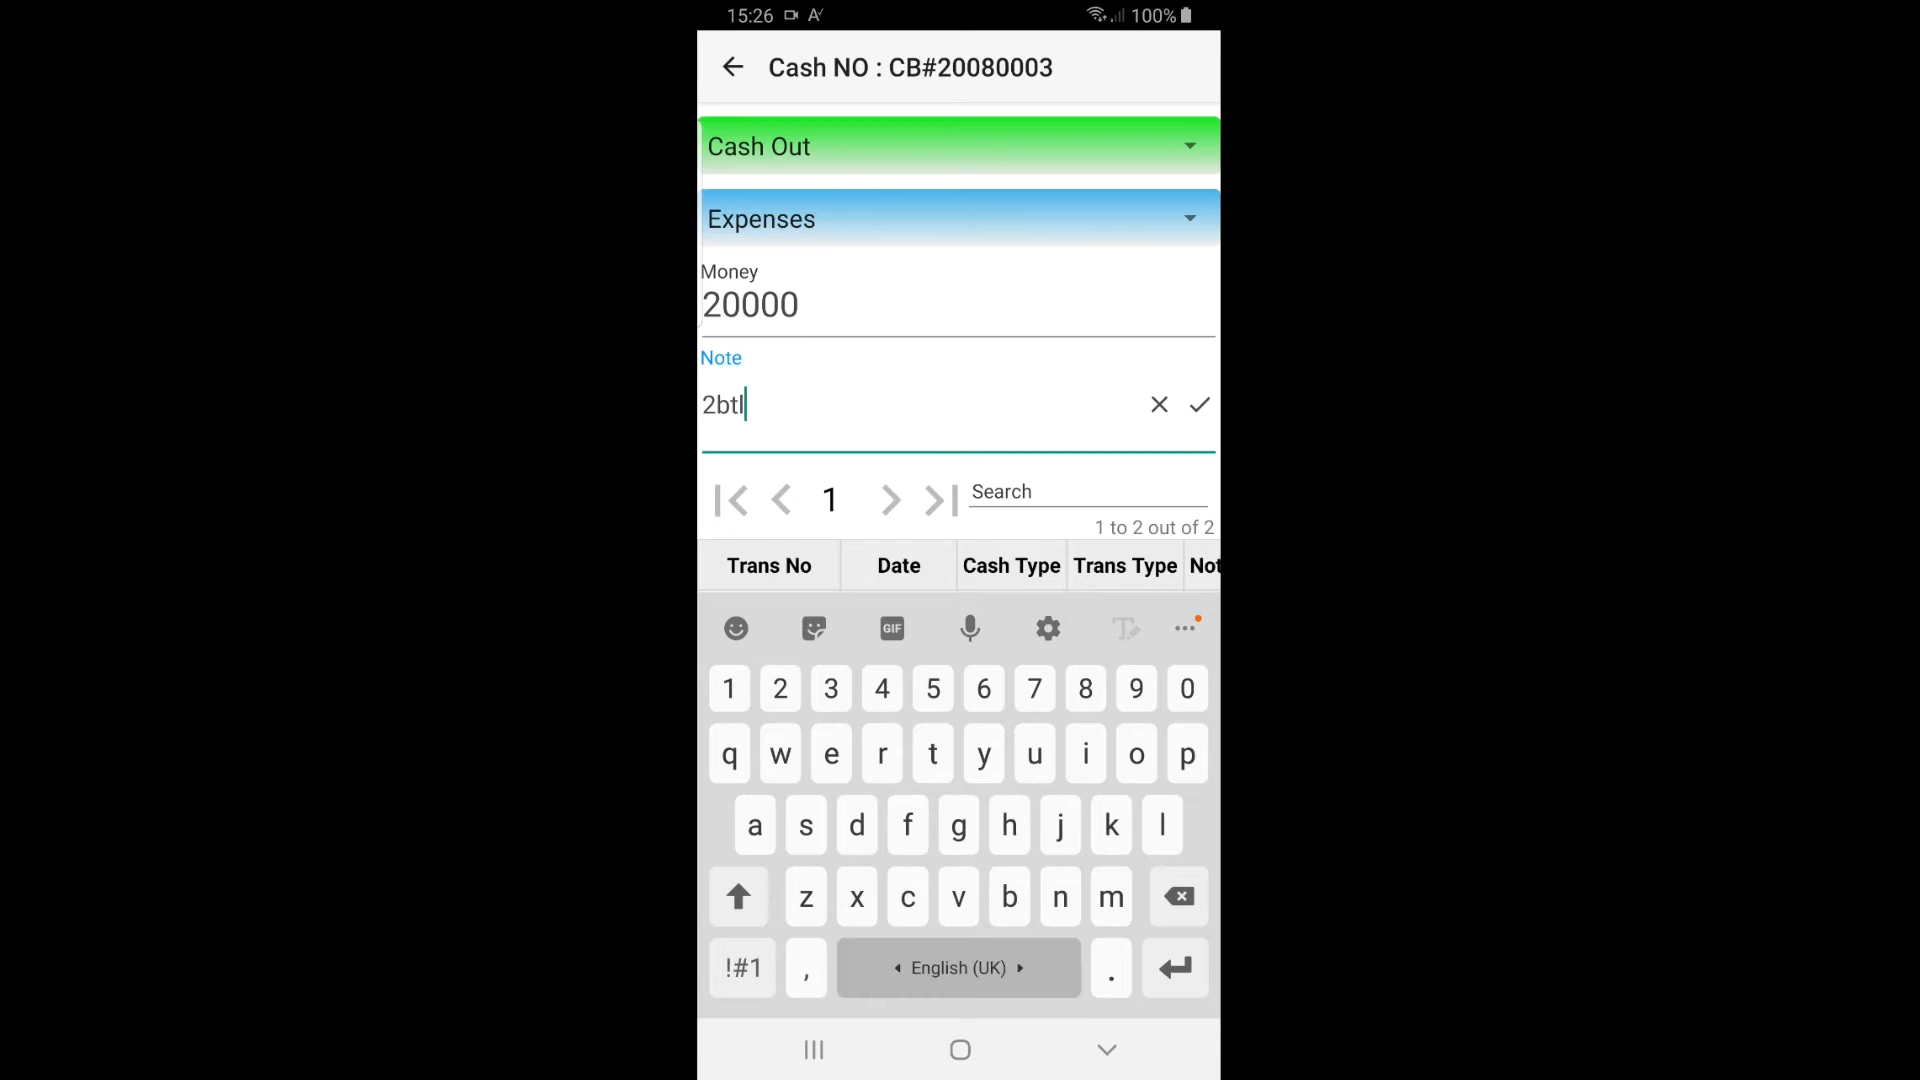 15:26 100%
Cash NO : CB#20080003
Cash Out
Expenses
Money
20000
Note
2btl
1 Search
1 to 2 out of 2
Trans No Date Cash Type Trans Type Not
GIF
1 2 3 4 5 6 7 8 9 0
q w e r t y u i o p
a s d f g h j k l
z x c v b n m
!#1 , English (UK) .